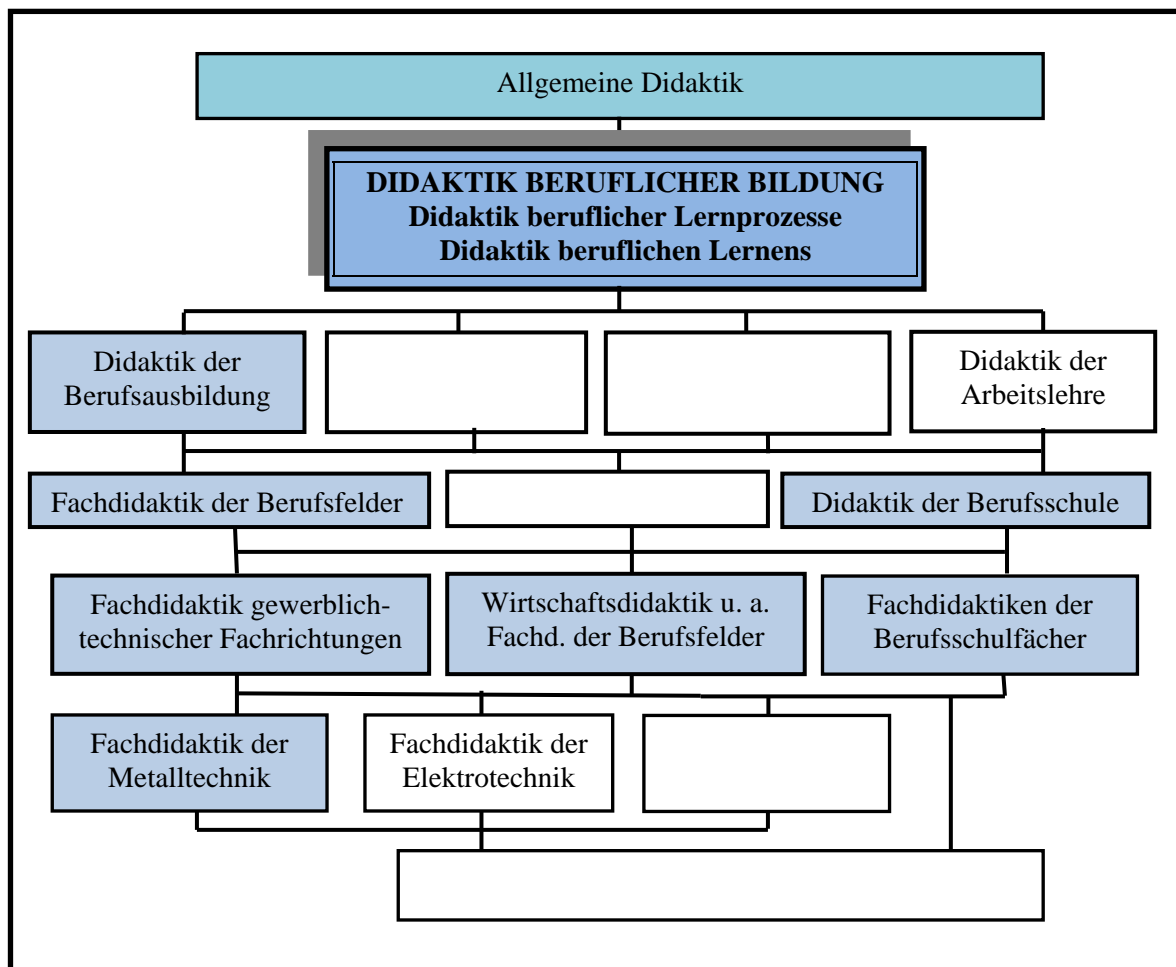 Allgemeine Didaktik
DIDAKTIK BERUFLICHER BILDUNG
Didaktik beruflicher Lernprozesse
Didaktik beruflichen Lernens
Didaktik der
Berufsausbildung
Didaktik der
Arbeitslehre
Fachdidaktik der Berufsfelder
Didaktik der Berufsschule
Fachdidaktik gewerblich-
technischer Fachrichtungen
Wirtschaftsdidaktik u. a.
Fachd. der Berufsfelder
Fachdidaktiken der
Berufsschulfächer
Fachdidaktik der
Metalltechnik
Fachdidaktik der
Elektrotechnik